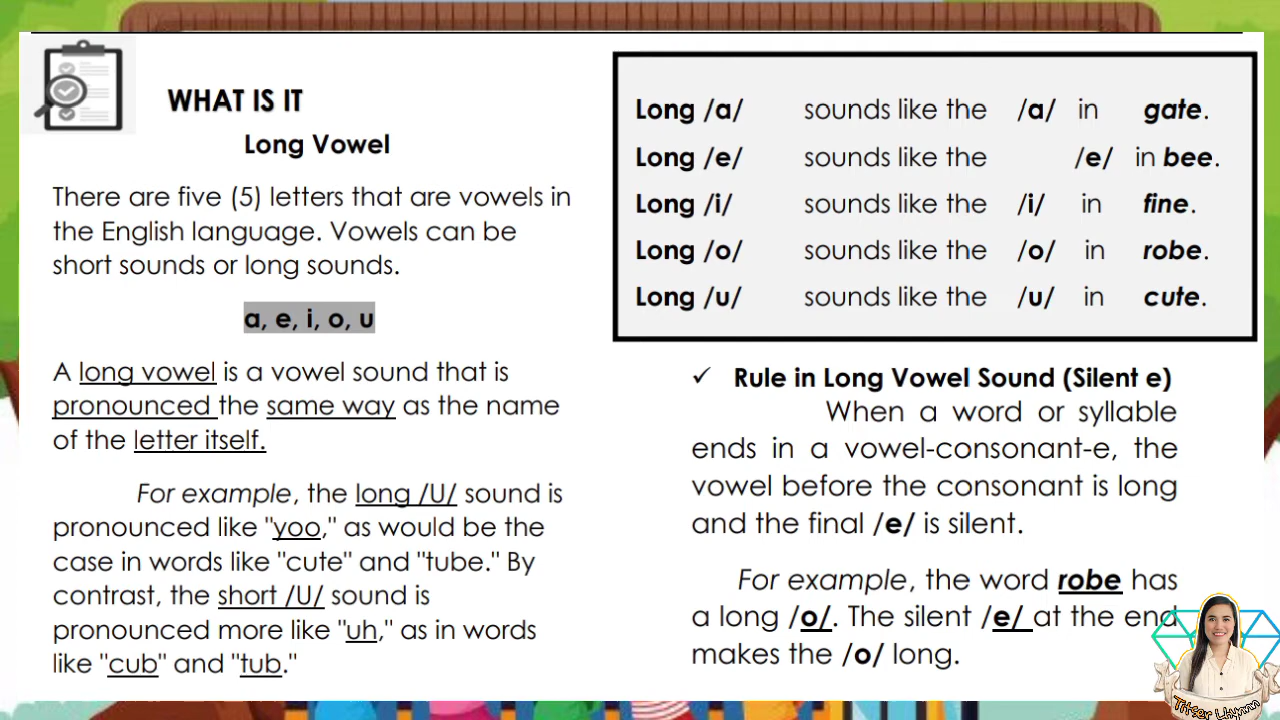 WHAT IS IT
Long Vowel
There are five (5) letters that are vowels in
the English language. Vowels can be
short sounds or long sounds.
a, e, i, o, u
A long vowel is a vowel sound that is
pronounced the same way as the name
of the letter itself.
For example, the long /U/ sound is
pronounced like "yoo," as would be the
case in words like "cute" and "tube." By
contrast, the short /U/ sound is
pronounced more like "uh," as in words
like "cub" and "tub."
Long /a/ sounds like the /a/ in gate.
Long /e/ sounds like the /e/ in bee.
Long /i/ sounds like the /i/ in fine.
Long /o/ sounds like the /o/ in robe.
Long /u/ sounds like the /u/ in cute.
✓ Rule in Long Vowel Sound (Silent e)
When a word or syllable
ends in a vowel-consonant-e, the
vowel before the consonant is long
and the final /e/ is silent.
For example, the word robe has
a long /o/. The silent /e/ at the end
makes the /o/ long.